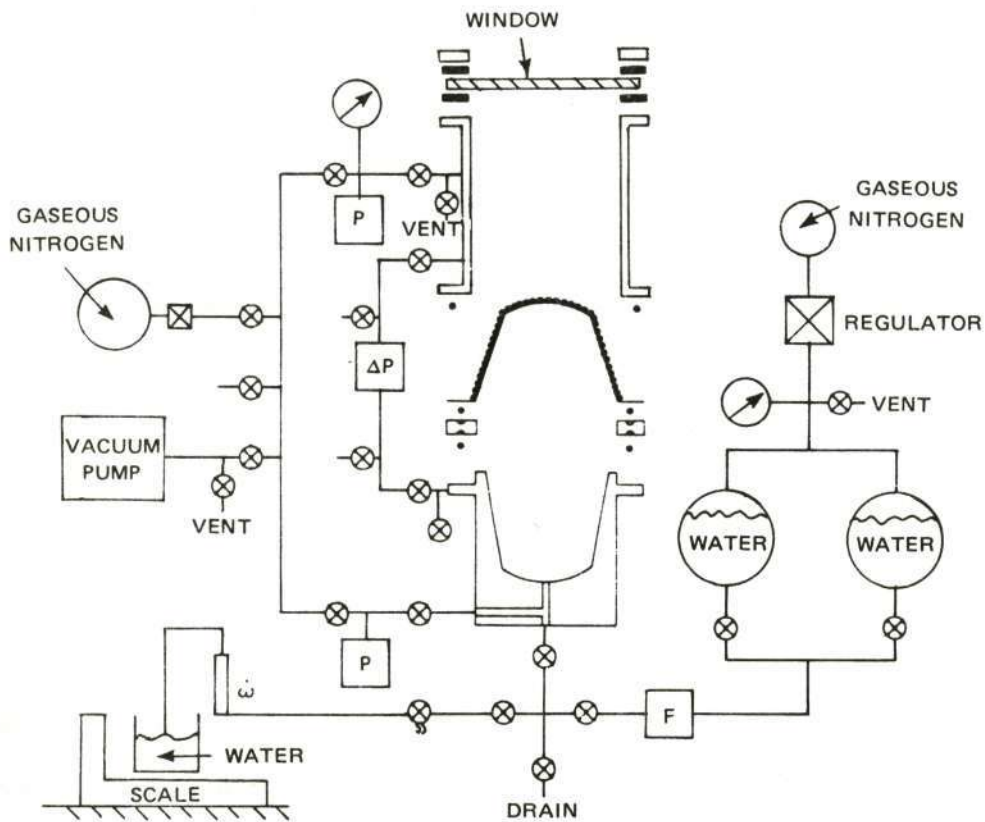 WINDOW
GASEOUS
NITROGEN
P
VENT
GASEOUS
NITROGEN
REGULATOR
ΔP
VENT
VACUUM
PUMP
VENT
WATER
WATER
P
ω̇
F
WATER
SCALE
DRAIN